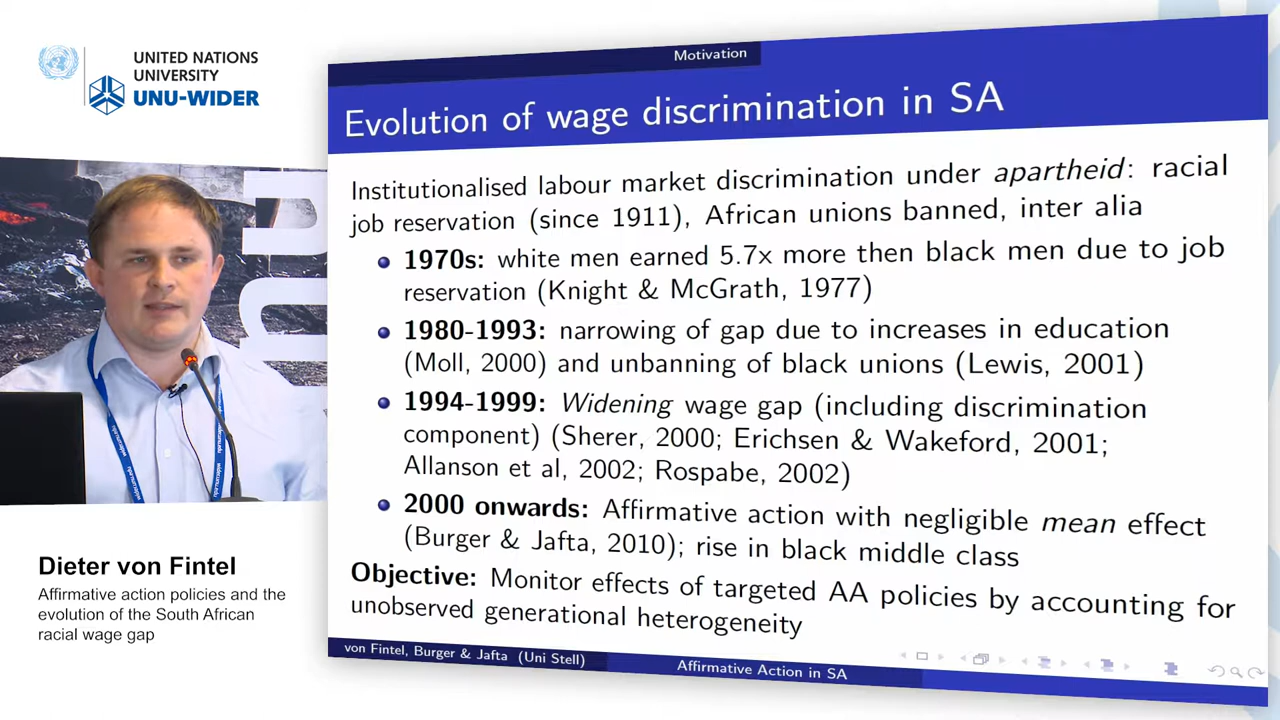 UNITED NATIONS
UNIVERSITY
UNU-WIDER
Motivation
Evolution of wage discrimination in SA
Institutionalised labour market discrimination under apartheid: racial
job reservation (since 1911), African unions banned, inter alia
1970s: white men earned 5.7x more then black men due to job
reservation (Knight & McGrath, 1977)
1980-1993: narrowing of gap due to increases in education
(Moll, 2000) and unbanning of black unions (Lewis, 2001)
1994-1999: Widening wage gap (including discrimination
component) (Sherer, 2000; Erichsen & Wakeford, 2001;
Allanson et al, 2002; Rospabe, 2002)
2000 onwards: Affirmative action with negligible mean effect
(Burger & Jafta, 2010); rise in black middle class
Objective: Monitor effects of targeted AA policies by accounting for
unobserved generational heterogeneity
von Fintel, Burger & Jafta (Uni Stell)
Affirmative Action in SA
Dieter von Fintel
Affirmative action policies and the
evolution of the South African
racial wage gap